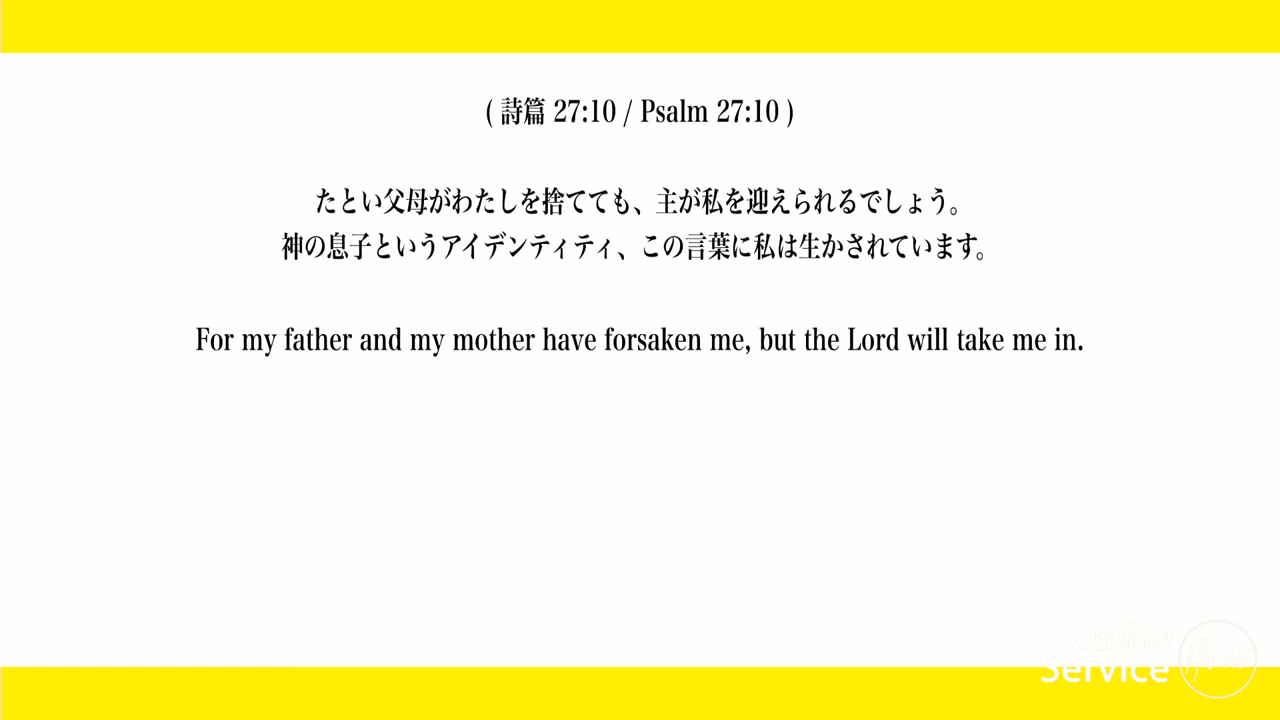 ( 詩篇 27:10 / Psalm 27:10 )
たとい父母がわたしを捨てても、主が私を迎えられるでしょう。
神の息子というアイデンティティ、この言葉に私は生かされています。
For my father and my mother have forsaken me, but the Lord will take me in.
Online
Service